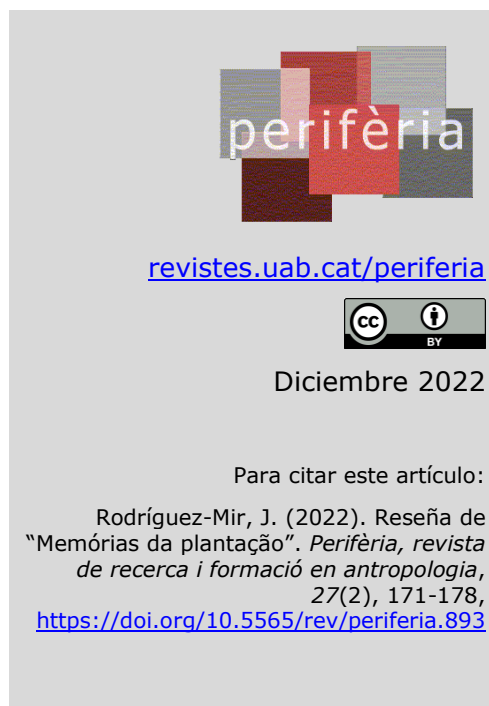 perifèria
revistes.uab.cat/periferia
cc
BY
Diciembre 2022
Para citar este artículo:
Rodríguez-Mir, J. (2022). Reseña de
“Memórias da plantação”. Perifèria, revista
de recerca i formació en antropologia,
27(2), 171-178,
https://doi.org/10.5565/rev/periferia.893